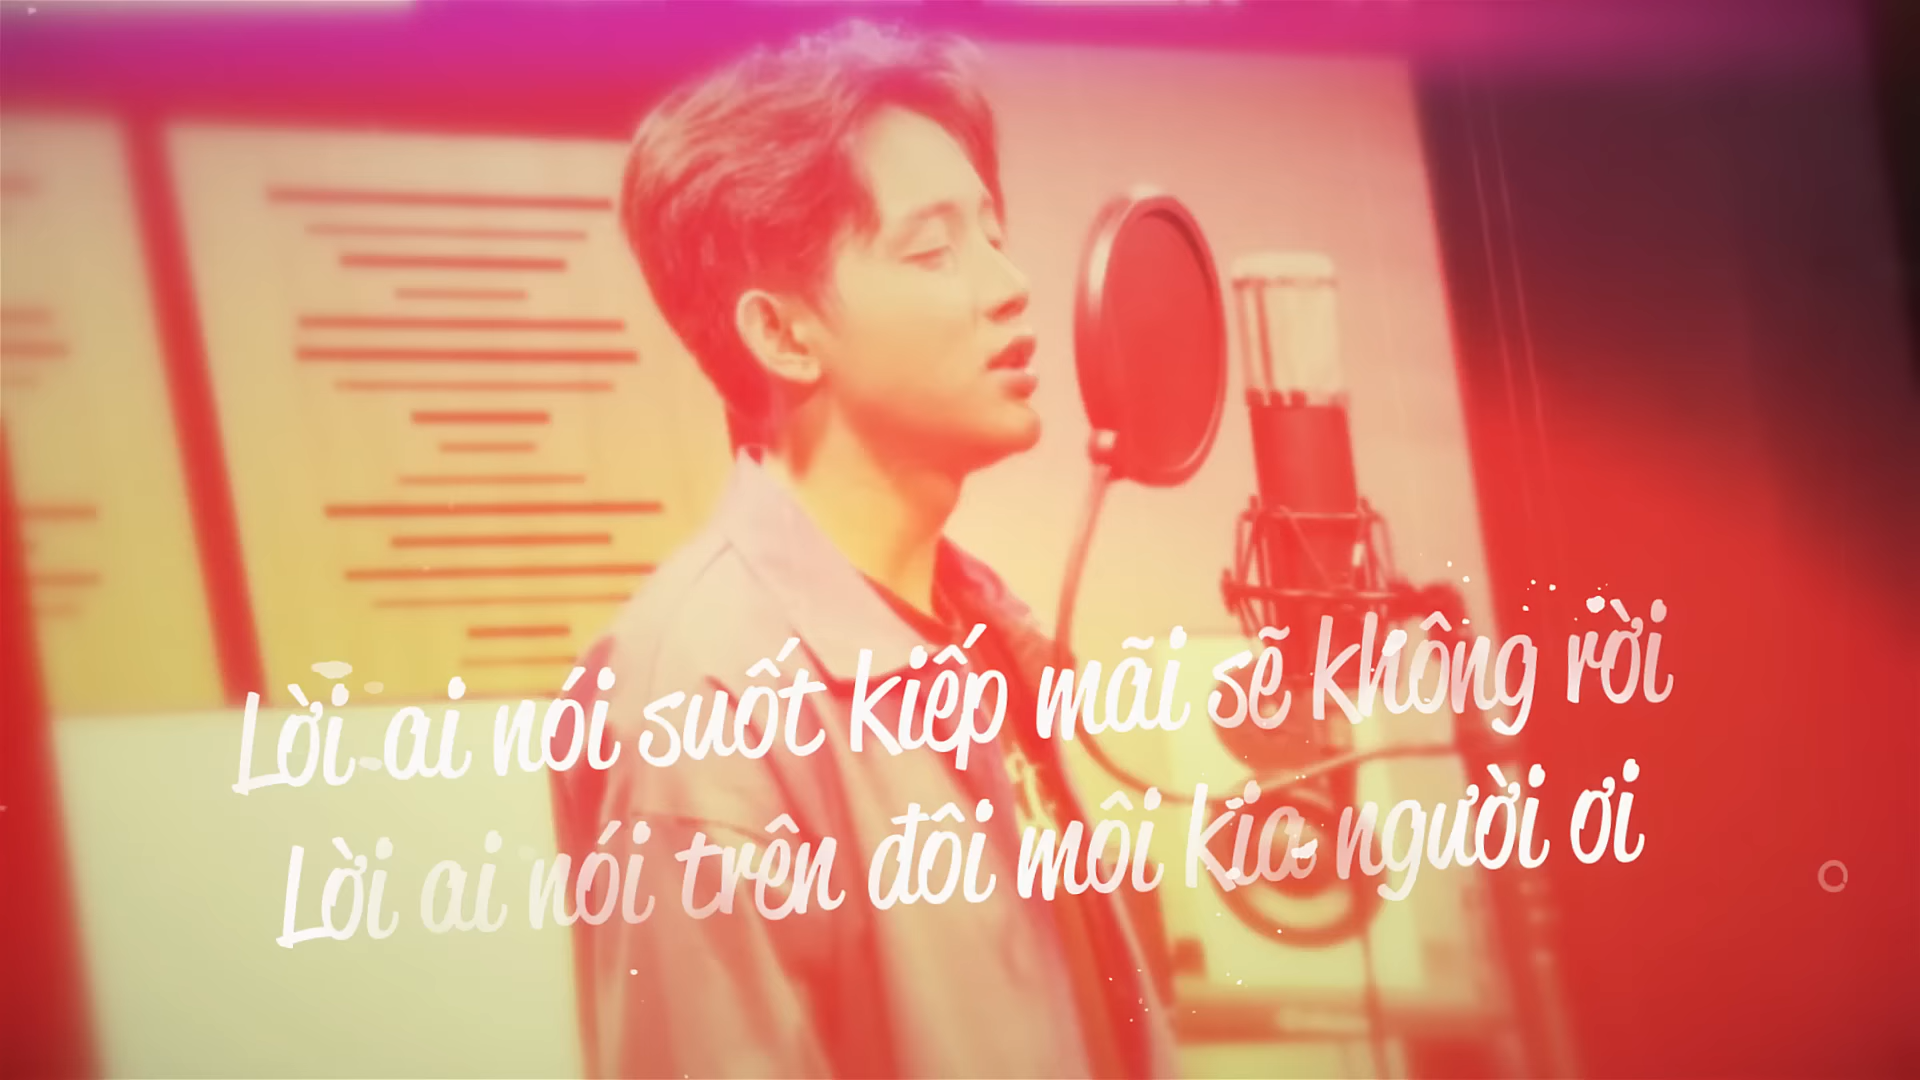 Lời ai nói suốt kiếp mãi sẽ không rời
Lời ai nói trên đôi môi kia người ơi